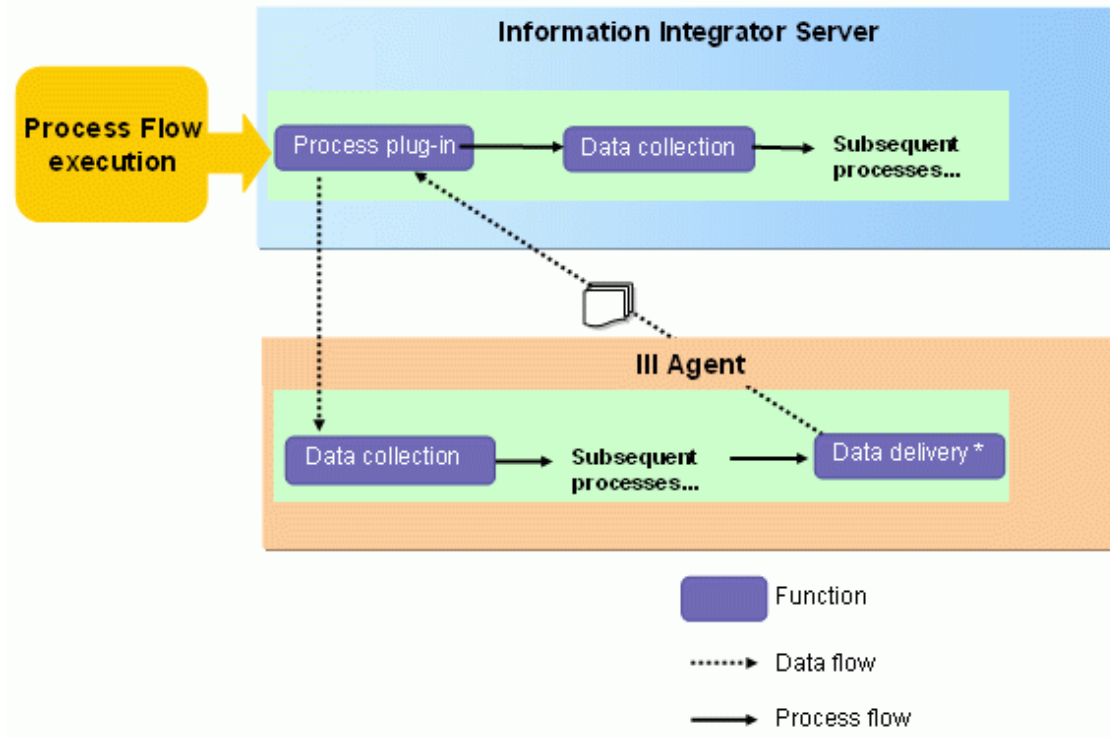 Information Integrator Server
Process Flow
execution
Process plug-in
Data collection
Subsequent
processes...
III Agent
Data collection
Subsequent
processes...
Data delivery *
Function
Data flow
Process flow